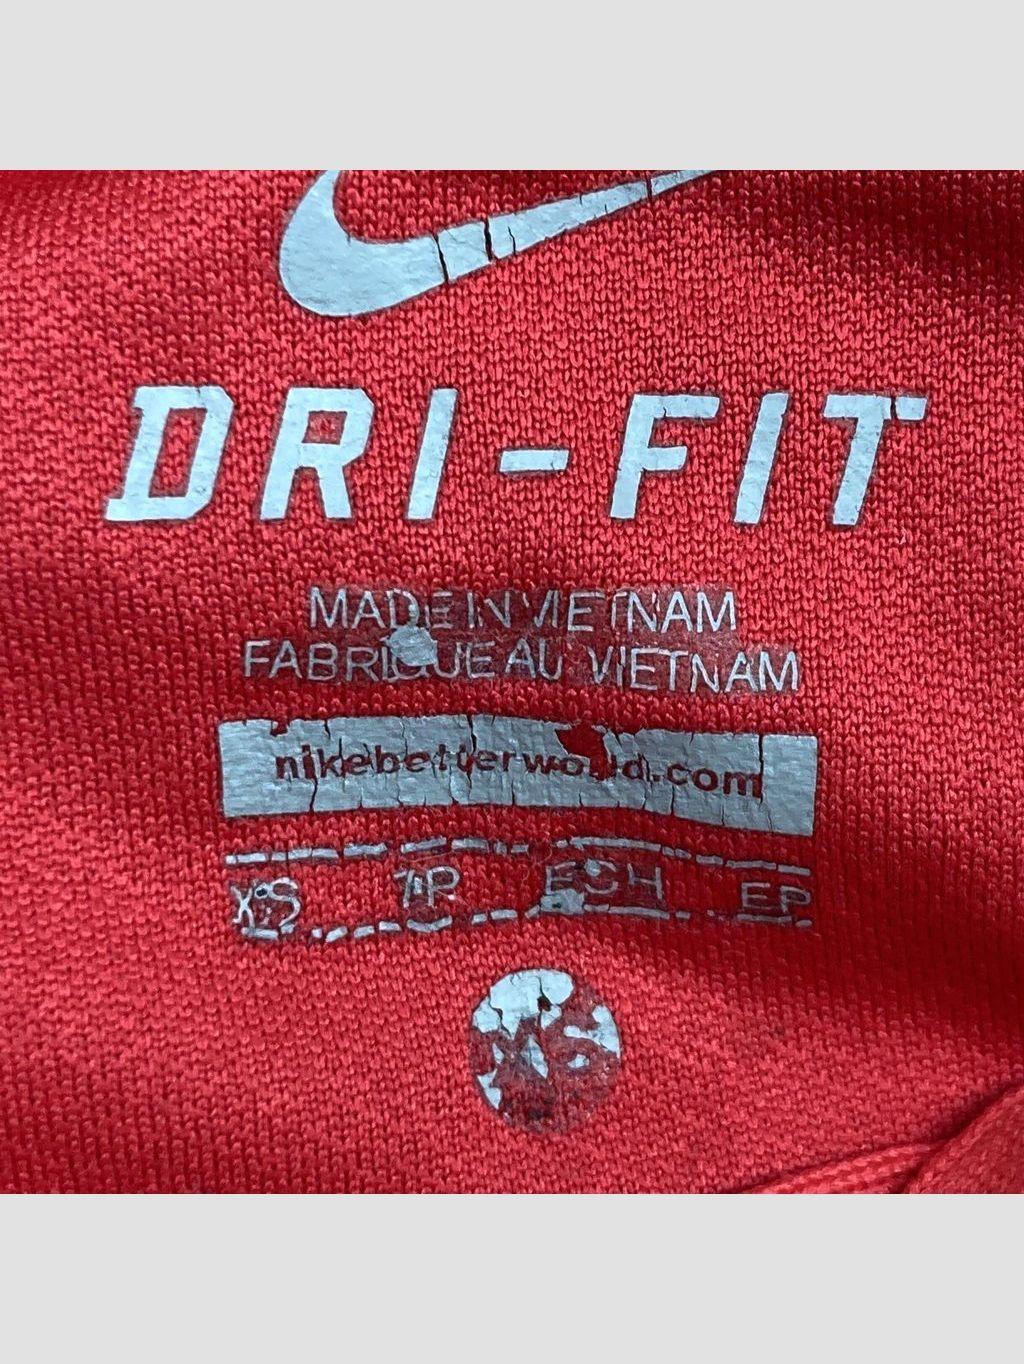 DRI-FIT
MADE IN VIETNAM
FABRIQUE AU VIETNAM
nikebetterworld.com
XS TP ECH EP
XS